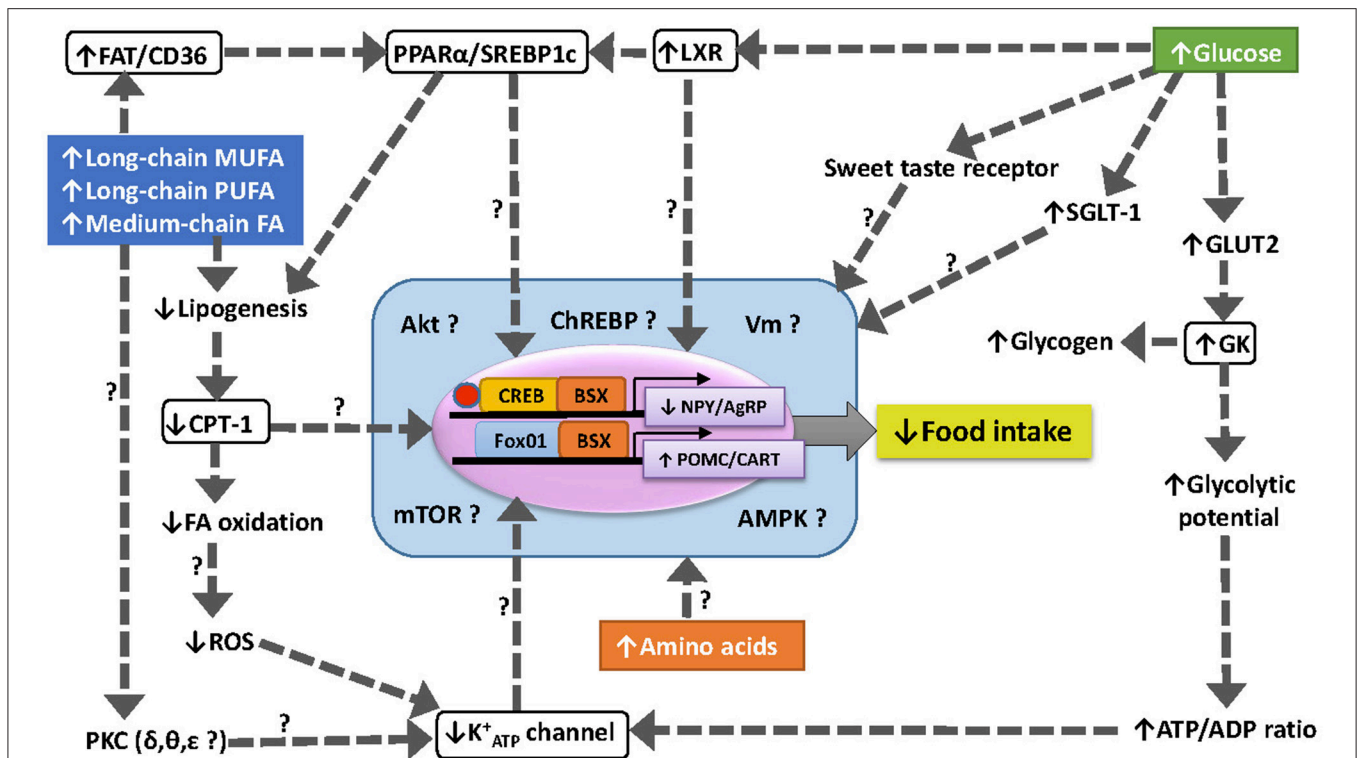 ↑FAT/CD36
PPARα/SREBP1c
↑LXR
↑Glucose
↑Long-chain MUFA
↑Long-chain PUFA
↑Medium-chain FA
Sweet taste receptor
?
?
?
↑SGLT-1
?
↑GLUT2
↓Lipogenesis
Akt ?
ChREBP ?
Vm ?
↑Glycogen
↑GK
?
CREB
BSX
↓ NPY/AgRP
?
↓CPT-1
Fox01
BSX
↑ POMC/CART
↓Food intake
↑Glycolytic
potential
↓FA oxidation
mTOR ?
AMPK ?
?
?
?
↓ROS
↑Amino acids
PKC (δ,θ,ε ?)
?
↓K⁺ATP channel
↑ATP/ADP ratio